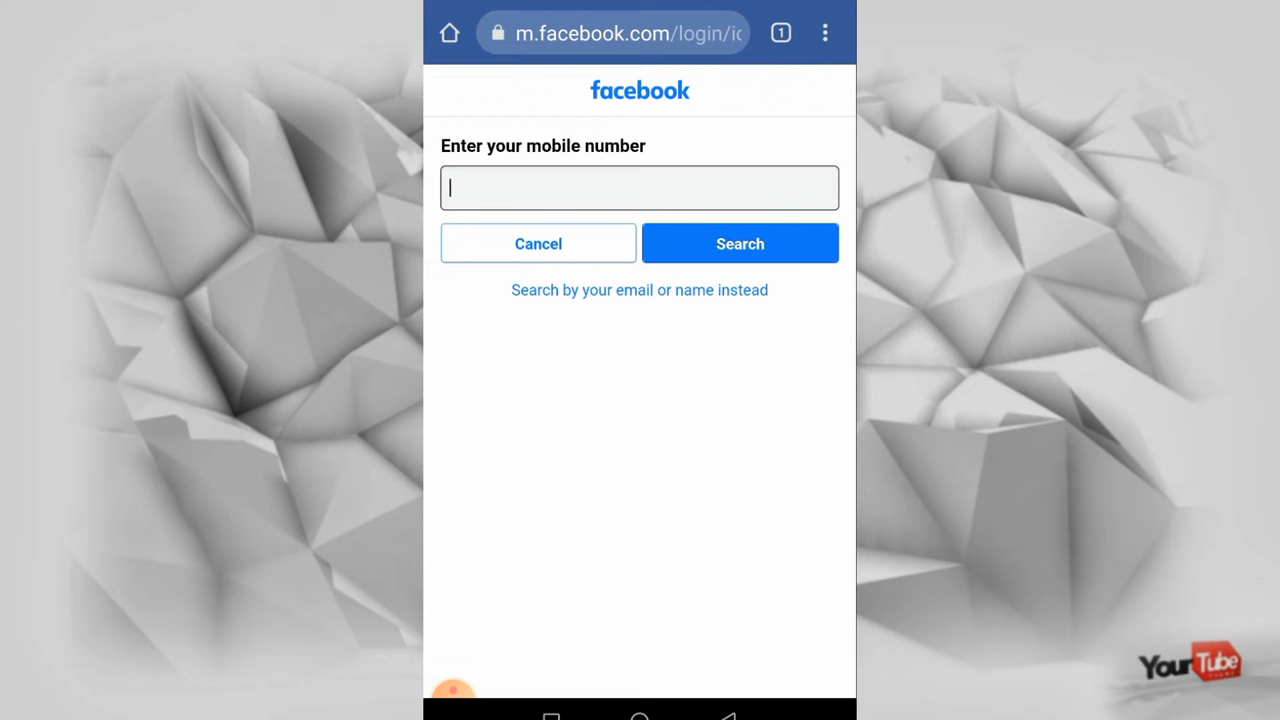 1
m.facebook.com/login/ic
facebook
Enter your mobile number
Cancel
Search
Search by your email or name instead
YourTube